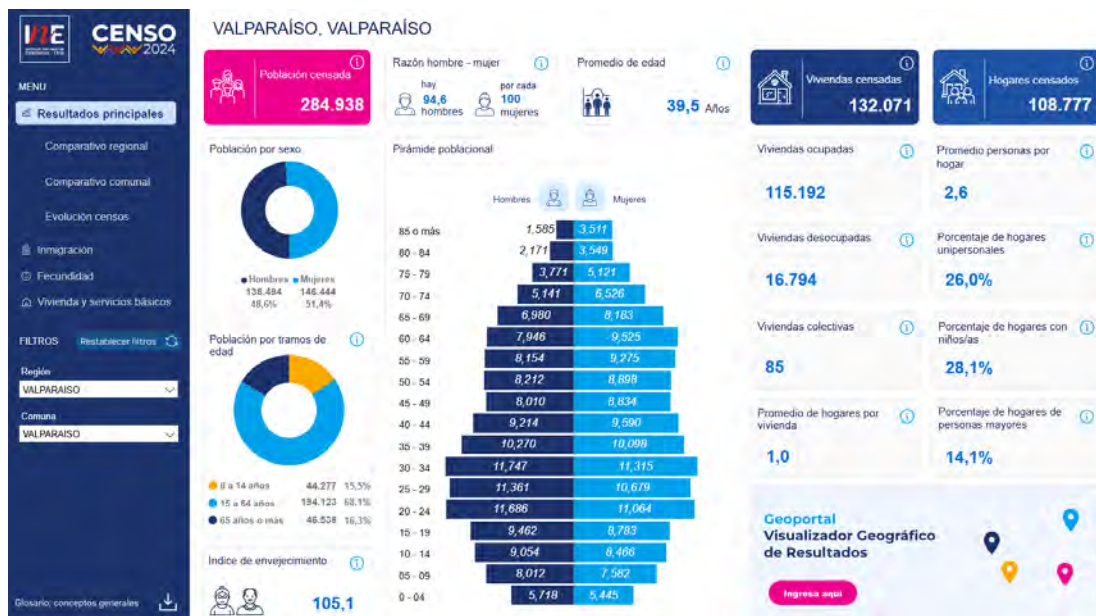 INE
CENSO
2024
MENU
Resultados principales
Comparativo regional
Comparativo comunal
Evolución censos
Inmigración
Fecundidad
Vivienda y servicios básicos
FILTROS
Restablecer filtros
Región
VALPARAISO
Comuna
VALPARAISO
Glosario: conceptos generales
VALPARAÍSO, VALPARAÍSO
Población censada
284.938
Razón hombre - mujer
hay
94,6
hombres
por cada
100
mujeres
Promedio de edad
39,5 Años
Viviendas censadas
132.071
Hogares censados
108.777
Población por sexo
Hombres Mujeres
138.494 146.444
48,6% 51,4%
Población por tramos de
edad
0 a 14 años 44.277 15,5%
15 a 64 años 194.123 68,1%
65 años o más 46.538 16,3%
Indice de envejecimiento
105,1
Pirámide poblacional
Hombres Mujeres
85 o más 1,585 3,511
80 - 84 2,171 3,549
75 - 79 3,771 5,121
70 - 74 5,141 6,526
65 - 69 6,980 8,183
60 - 64 7,946 9,525
55 - 59 8,154 9,275
50 - 54 8,212 8,898
45 - 49 8,010 8,834
40 - 44 9,214 9,590
35 - 39 10,270 10,098
30 - 34 11,747 11,315
25 - 29 11,361 10,679
20 - 24 11,686 11,064
15 - 19 9,462 8,783
10 - 14 9,054 8,466
05 - 09 8,012 7,582
0 - 04 5,718 5,445
Viviendas ocupadas
115.192
Promedio personas por
hogar
2,6
Viviendas desocupadas
16.794
Porcentaje de hogares
unipersonales
26,0%
Viviendas colectivas
85
Porcentaje de hogares con
niños/as
28,1%
Promedio de hogares por
vivienda
1,0
Porcentaje de hogares de
personas mayores
14,1%
Geoportal
Visualizador Geográfico
de Resultados
Ingresa aquí